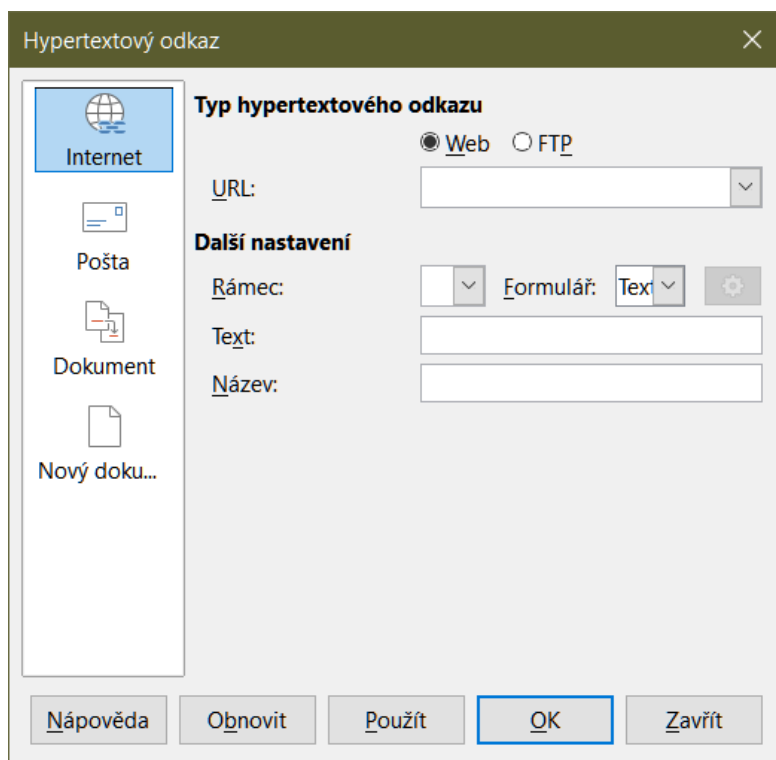 Hypertextový odkaz
Internet
Pošta
Dokument
Nový doku...
Typ hypertextového odkazu
Web FTP
URL:
Další nastavení
Rámec: Formulář: Text
Text:
Název:
Nápověda Obnovit Použít OK Zavřít